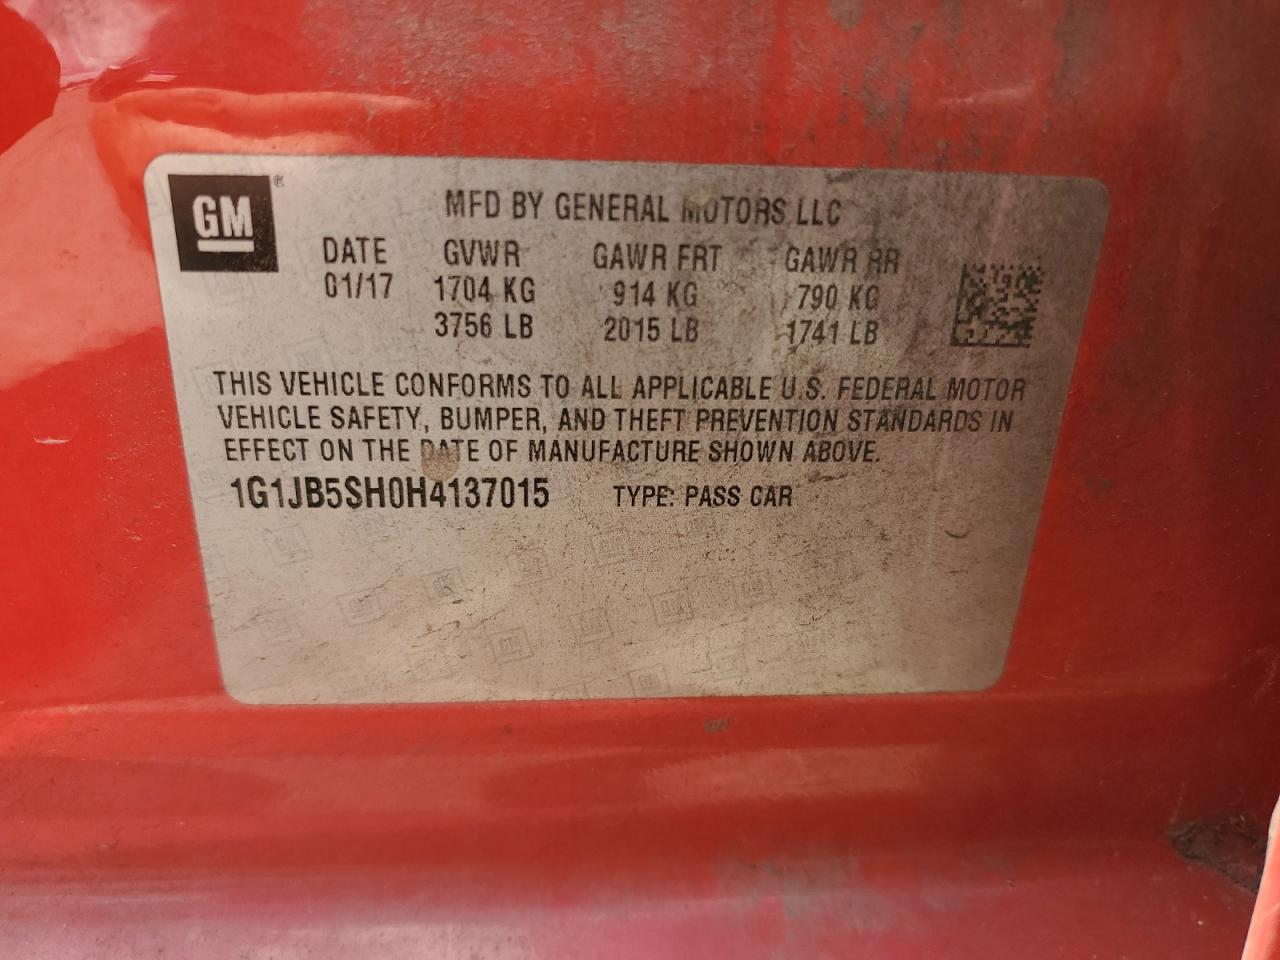 GM®
MFD BY GENERAL MOTORS LLC
DATE GVWR GAWR FRT GAWR RR
01/17 1704 KG 914 KG 790 KG
3756 LB 2015 LB 1741 LB
THIS VEHICLE CONFORMS TO ALL APPLICABLE U.S. FEDERAL MOTOR
VEHICLE SAFETY, BUMPER, AND THEFT PREVENTION STANDARDS IN
EFFECT ON THE DATE OF MANUFACTURE SHOWN ABOVE.
1G1JB5SH0H4137015 TYPE: PASS CAR